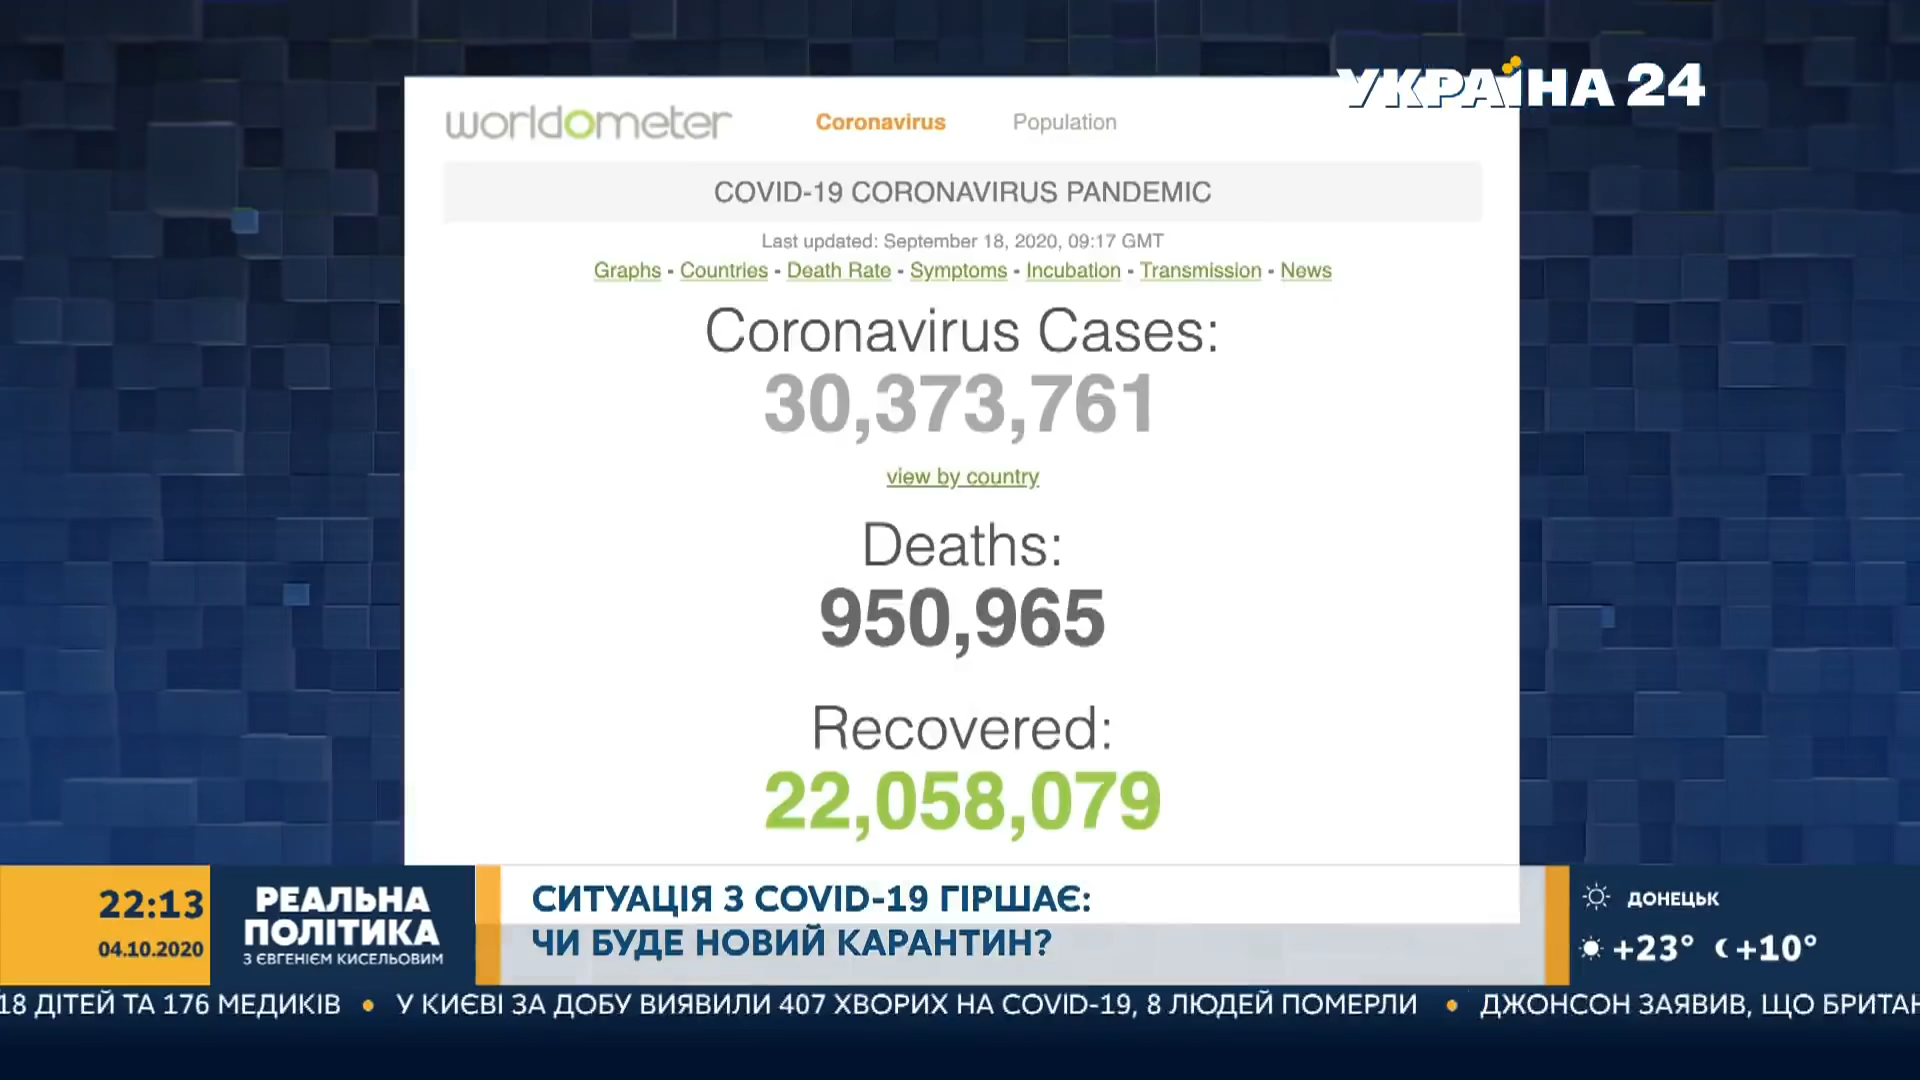 УКРАЇНА 24
worldometer Coronavirus Population
COVID-19 CORONAVIRUS PANDEMIC
Last updated: September 18, 2020, 09:17 GMT
Graphs - Countries - Death Rate - Symptoms - Incubation - Transmission - News
Coronavirus Cases:
30,373,761
view by country
Deaths:
950,965
Recovered:
22,058,079
22:13
04.10.2020
РЕАЛЬНА
ПОЛІТИКА
З ЄВГЕНІЄМ КИСЕЛЬОВИМ
СИТУАЦІЯ З COVID-19 ГІРШАЄ:
ЧИ БУДЕ НОВИЙ КАРАНТИН?
ДОНЕЦЬК
+23° +10°
18 ДІТЕЙ ТА 176 МЕДИКІВ • У КИЄВІ ЗА ДОБУ ВИЯВИЛИ 407 ХВОРИХ НА COVID-19, 8 ЛЮДЕЙ ПОМЕРЛИ • ДЖОНСОН ЗАЯВИВ, ЩО БРИТАН